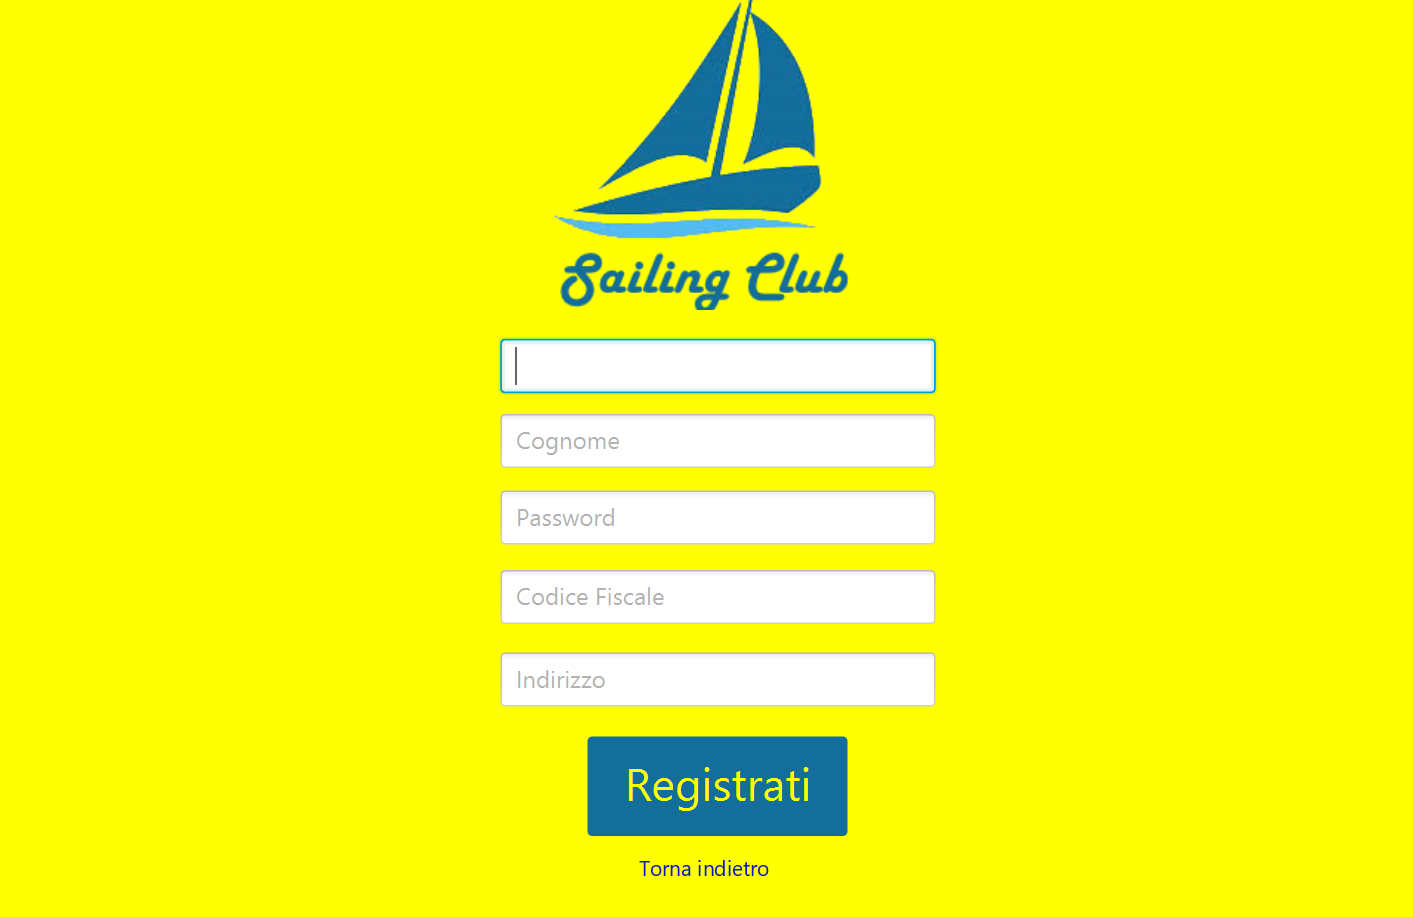 Sailing Club
Cognome
Password
Codice Fiscale
Indirizzo
Registrati
Torna indietro